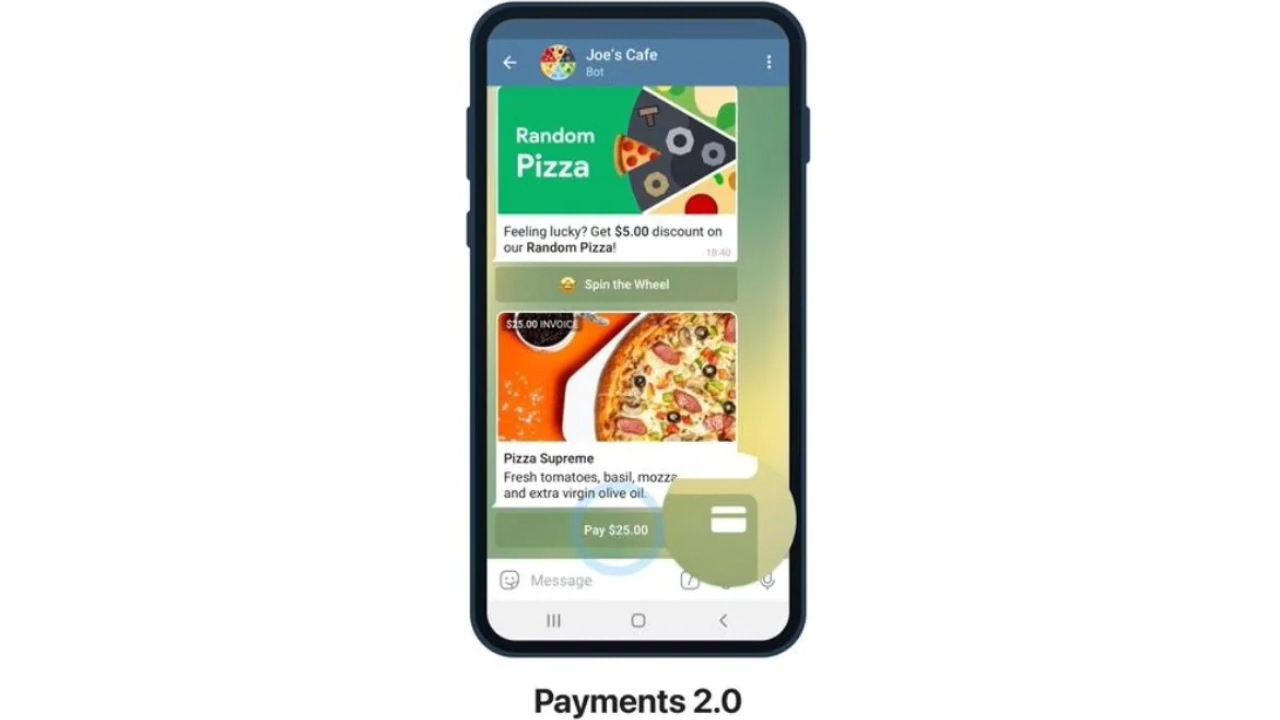 Joe's Cafe
Bot
Random
Pizza
Feeling lucky? Get $5.00 discount on
our Random Pizza!
18:40
Spin the Wheel
$25.00 INVOICE
Pizza Supreme
Fresh tomatoes, basil, mozza
and extra virgin olive oil.
Pay $25.00
Message
Payments 2.0